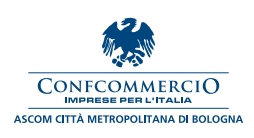 CONFCOMMERCIO
IMPRESE PER L'ITALIA
ASCOM CITTÀ METROPOLITANA DI BOLOGNA